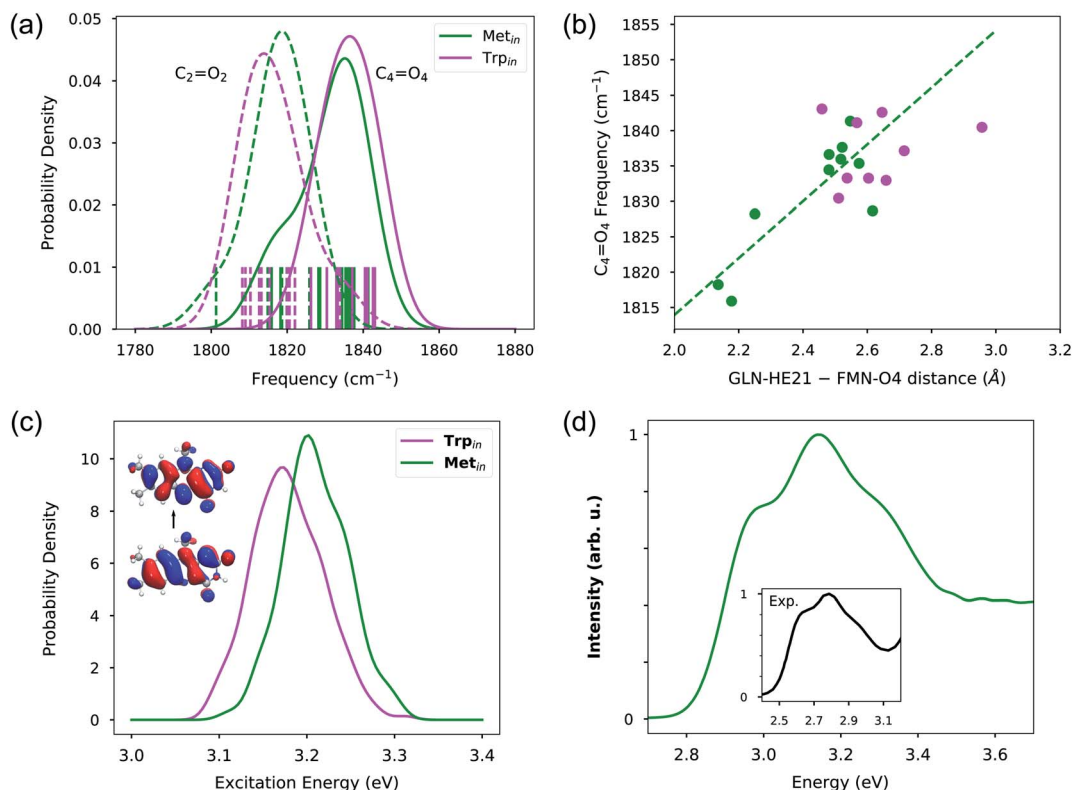 (a)
0.05
0.04
0.03
0.02
0.01
0.00
Probability Density
C₂=O₂
C₄=O₄
Met_in
Trp_in
1780 1800 1820 1840 1860 1880
Frequency (cm⁻¹)
(b)
1855
1850
1845
1840
1835
1830
1825
1820
1815
C₄=O₄ Frequency (cm⁻¹)
2.0 2.2 2.4 2.6 2.8 3.0 3.2
GLN-HE21 − FMN-O4 distance (Å)
(c)
10
8
6
4
2
0
Probability Density
Trp_in
Met_in
3.0 3.1 3.2 3.3 3.4
Excitation Energy (eV)
(d)
1
0
Intensity (arb. u.)
Exp.
1
0
2.5 2.7 2.9 3.1
2.8 3.0 3.2 3.4 3.6
Energy (eV)